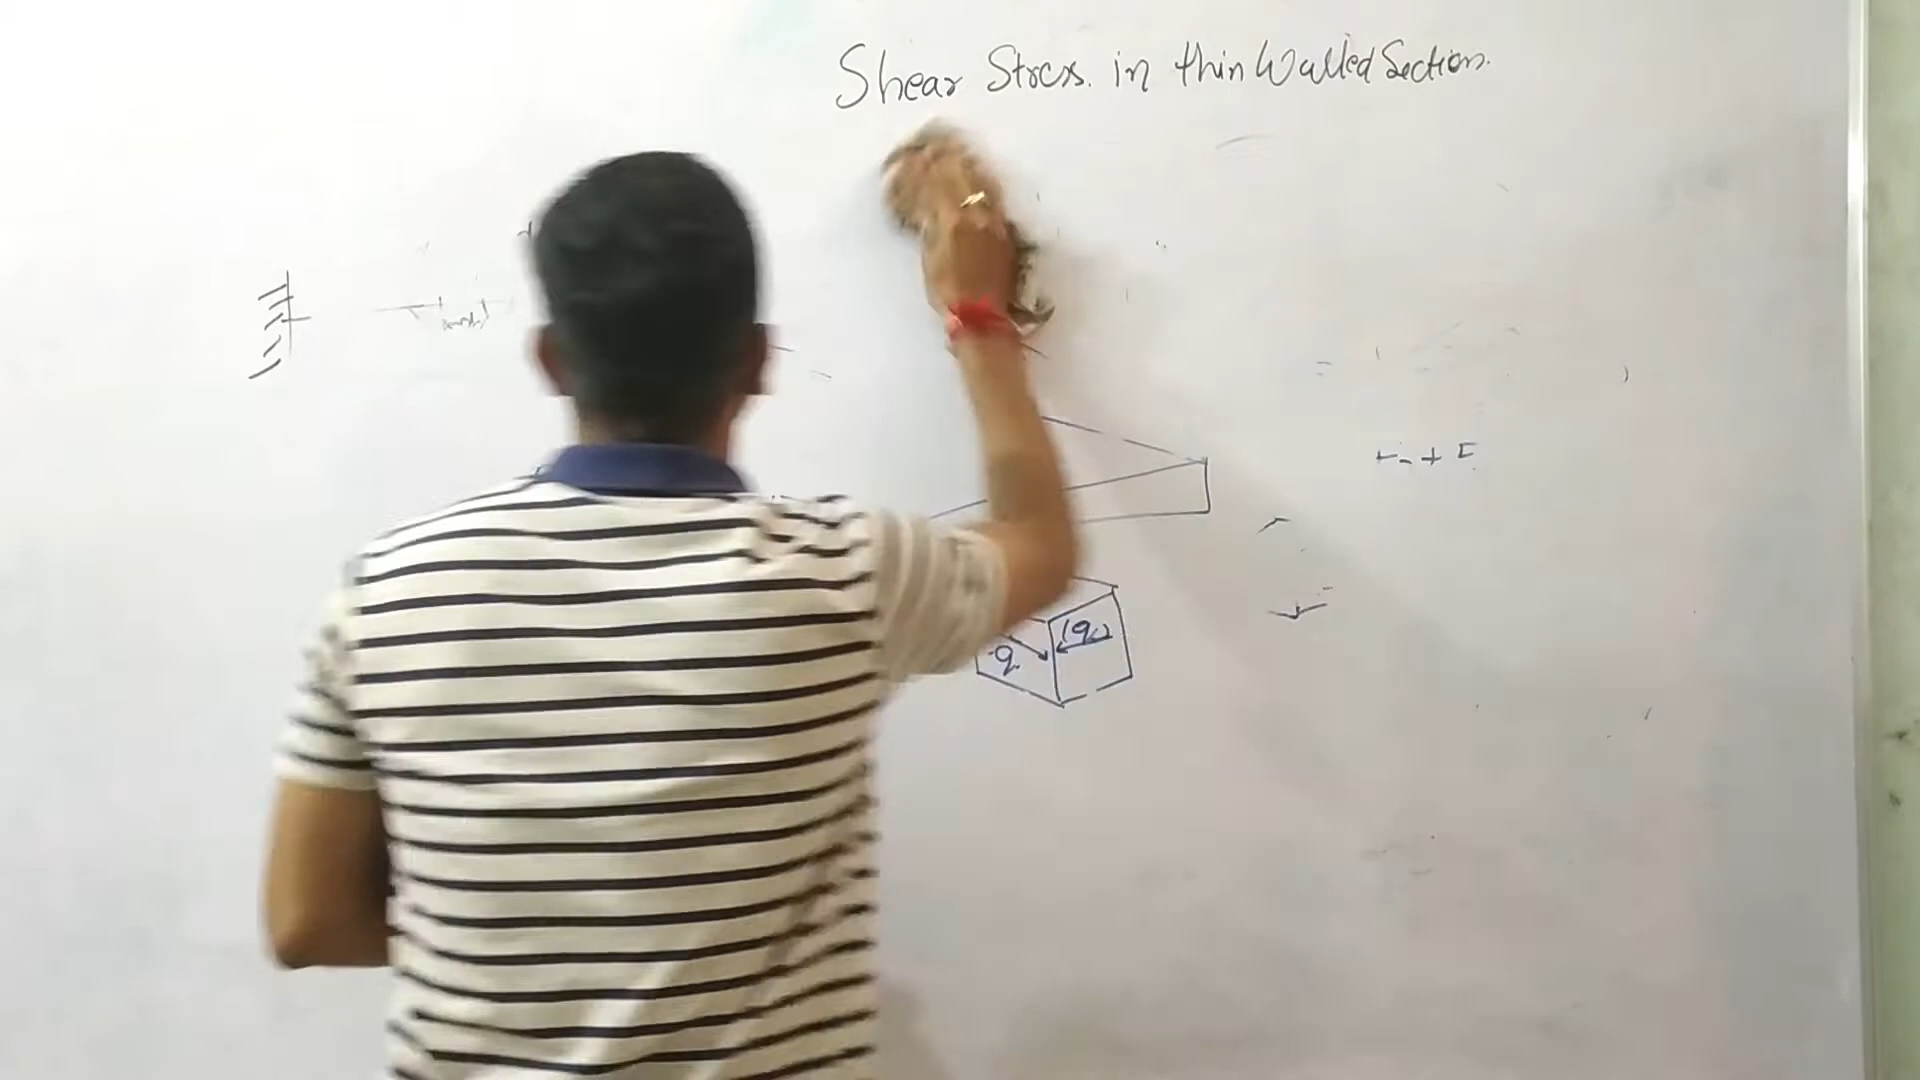 Shear Stress. in thin Walled Section.
q
(q)